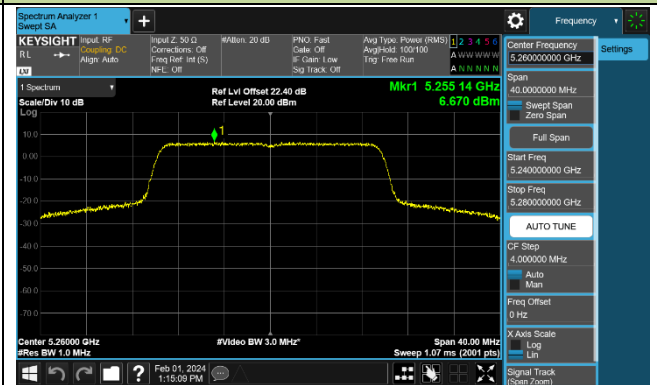 Spectrum Analyzer 1
Swept SA
Frequency
KEYSIGHT
RL
LXI
Input: RF
Coupling: DC
Align: Auto
Input Z: 50 Ω
Corrections: Off
Freq Ref: Int (S)
NFE: Off
#Atten: 20 dB
PNO: Fast
Gate: Off
IF Gain: Low
Sig Track: Off
Avg Type: Power (RMS)
Avg|Hold: 100/100
Trig: Free Run
1 2 3 4 5 6
A W W W W W
A N N N N N
1 Spectrum
Scale/Div 10 dB
Log
Ref Lvl Offset 22.40 dB
Ref Level 20.00 dBm
Mkr1 5.255 14 GHz
6.670 dBm
1
10.0
0.00
-10.0
-20.0
-30.0
-40.0
-50.0
-60.0
-70.0
Center 5.26000 GHz
#Res BW 1.0 MHz
#Video BW 3.0 MHz*
Span 40.00 MHz
Sweep 1.07 ms (2001 pts)
Feb 01, 2024
1:15:09 PM
Center Frequency
5.260000000 GHz
Settings
Span
40.0000000 MHz
Swept Span
Zero Span
Full Span
Start Freq
5.240000000 GHz
Stop Freq
5.280000000 GHz
AUTO TUNE
CF Step
4.000000 MHz
Auto
Man
Freq Offset
0 Hz
X Axis Scale
Log
Lin
Signal Track
(Span Zoom)